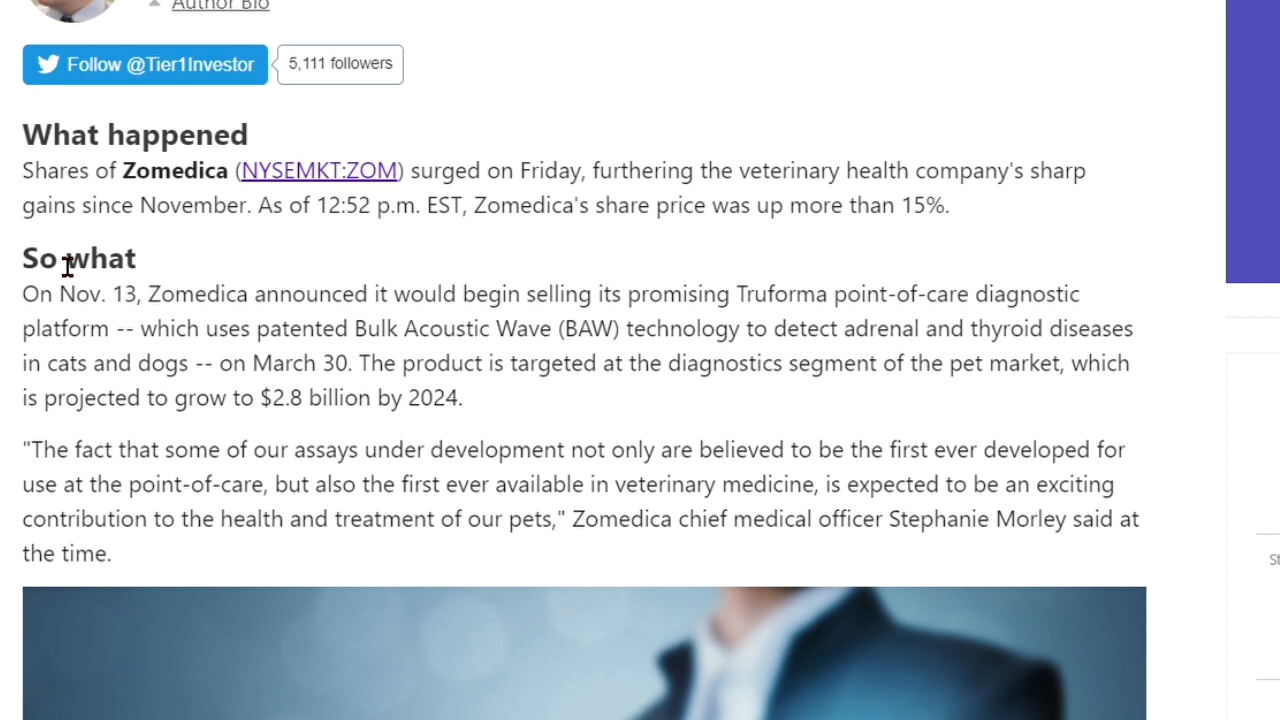 Author Bio
Follow @Tier1Investor
5,111 followers
What happened
Shares of Zomedica (NYSEMKT:ZOM) surged on Friday, furthering the veterinary health company's sharp
gains since November. As of 12:52 p.m. EST, Zomedica's share price was up more than 15%.
So what
On Nov. 13, Zomedica announced it would begin selling its promising Truforma point-of-care diagnostic
platform -- which uses patented Bulk Acoustic Wave (BAW) technology to detect adrenal and thyroid diseases
in cats and dogs -- on March 30. The product is targeted at the diagnostics segment of the pet market, which
is projected to grow to $2.8 billion by 2024.
"The fact that some of our assays under development not only are believed to be the first ever developed for
use at the point-of-care, but also the first ever available in veterinary medicine, is expected to be an exciting
contribution to the health and treatment of our pets," Zomedica chief medical officer Stephanie Morley said at
the time.